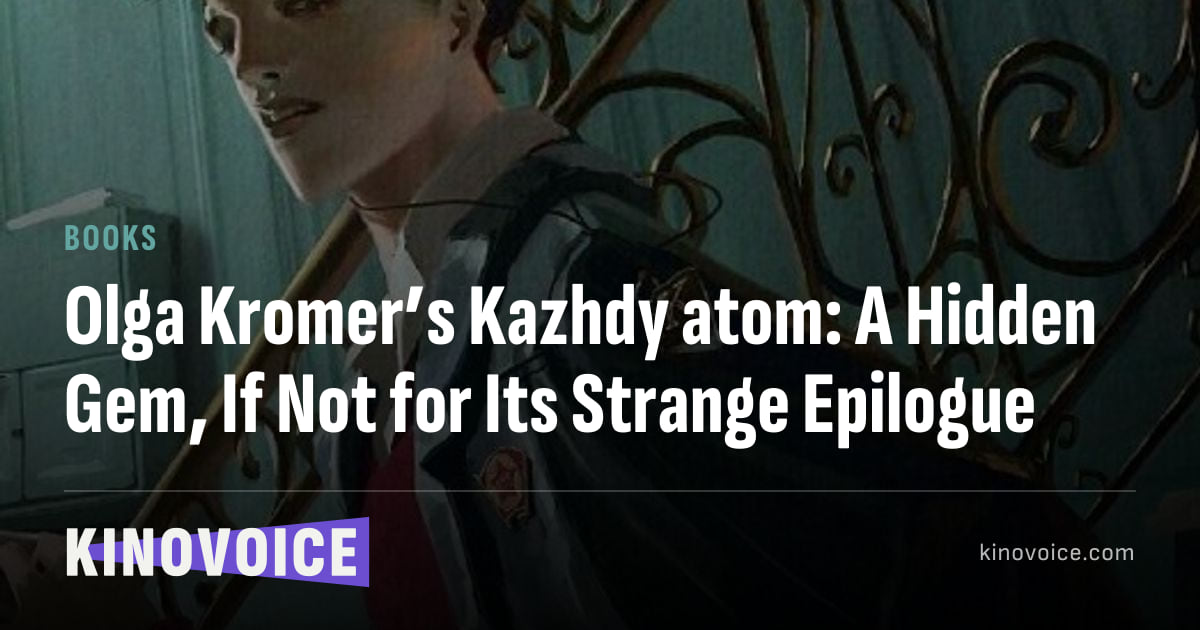 BOOKS
Olga Kromer’s Kazhdy atom: A Hidden
Gem, If Not for Its Strange Epilogue
KINOVOICE
kinovoice.com